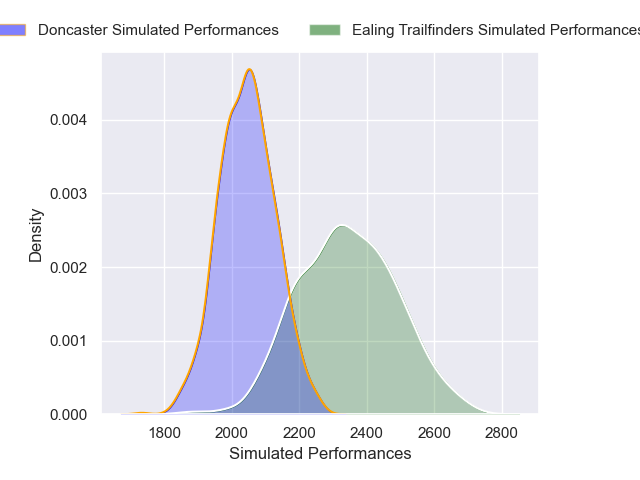 Doncaster Simulated Performances
Ealing Trailfinders Simulated Performances
0.004
0.003
0.002
0.001
0.000
Density
1800 2000 2200 2400 2600 2800
Simulated Performances